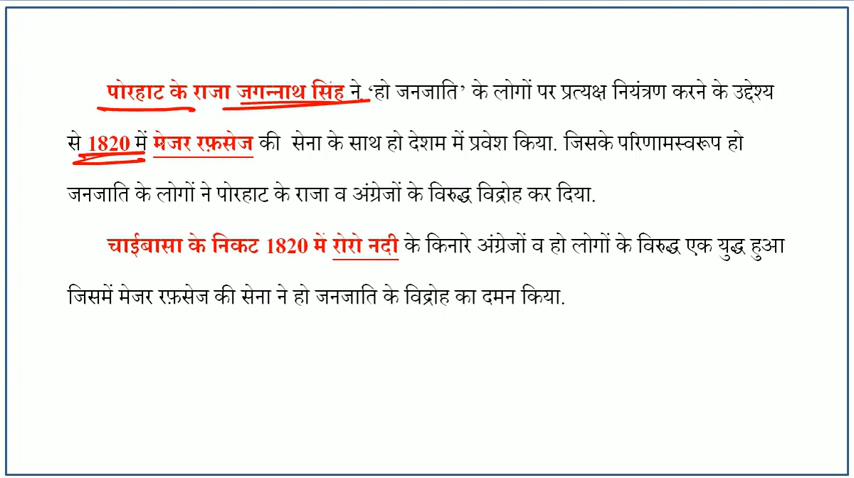 पोरहाट के राजा जगन्नाथ सिंह ने ‘हो जनजाति’ के लोगों पर प्रत्यक्ष नियंत्रण करने के उद्देश्य
से 1820 में मेजर रफ़सेज की सेना के साथ हो देशम में प्रवेश किया. जिसके परिणामस्वरूप हो
जनजाति के लोगों ने पोरहाट के राजा व अंग्रेजों के विरुद्ध विद्रोह कर दिया.
चाईबासा के निकट 1820 में रोरो नदी के किनारे अंग्रेजों व हो लोगों के विरुद्ध एक युद्ध हुआ
जिसमें मेजर रफ़सेज की सेना ने हो जनजाति के विद्रोह का दमन किया.